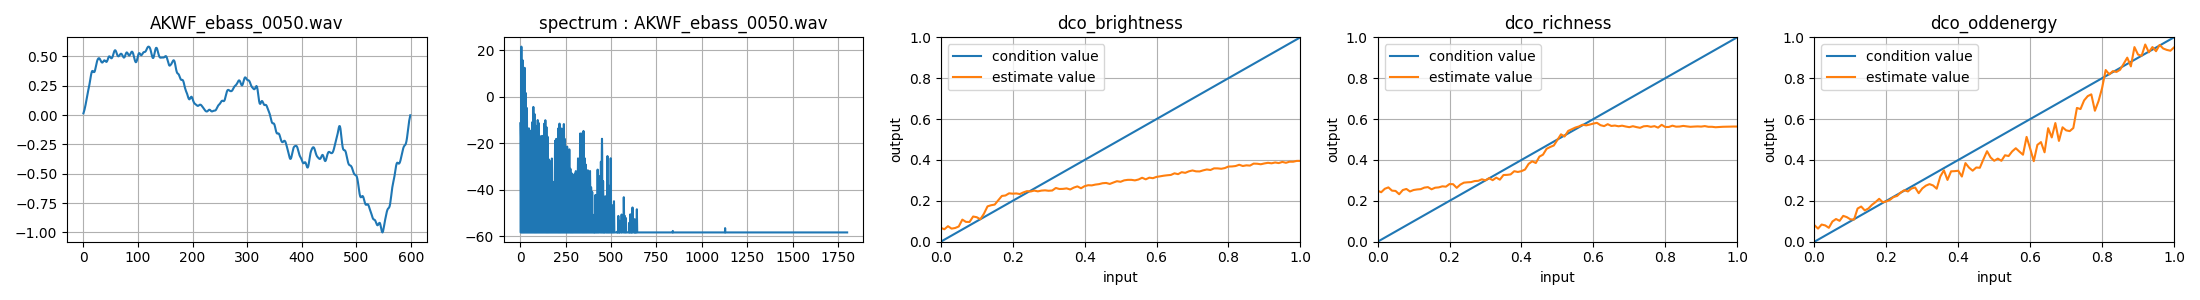 AKWF_ebass_0050.wav
0.50
0.25
0.00
−0.25
−0.50
−0.75
−1.00
0 100 200 300 400 500 600
spectrum : AKWF_ebass_0050.wav
20
0
−20
−40
−60
0 250 500 750 1000 1250 1500 1750
dco_brightness
condition value
estimate value
output
1.0
0.8
0.6
0.4
0.2
0.0
0.0 0.2 0.4 0.6 0.8 1.0
input
dco_richness
condition value
estimate value
output
1.0
0.8
0.6
0.4
0.2
0.0
0.0 0.2 0.4 0.6 0.8 1.0
input
dco_oddenergy
condition value
estimate value
output
1.0
0.8
0.6
0.4
0.2
0.0
0.0 0.2 0.4 0.6 0.8 1.0
input